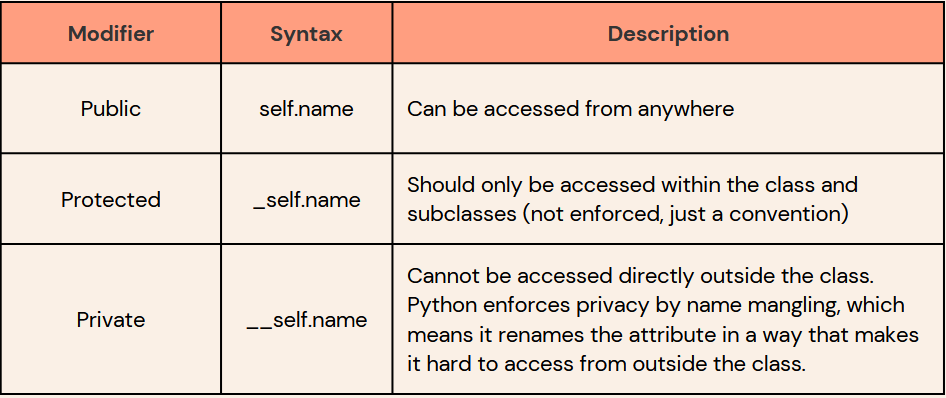 Modifier Syntax Description
Public self.name Can be accessed from anywhere
Protected _self.name Should only be accessed within the class and
subclasses (not enforced, just a convention)
Private __self.name Cannot be accessed directly outside the class.
Python enforces privacy by name mangling, which
means it renames the attribute in a way that makes
it hard to access from outside the class.